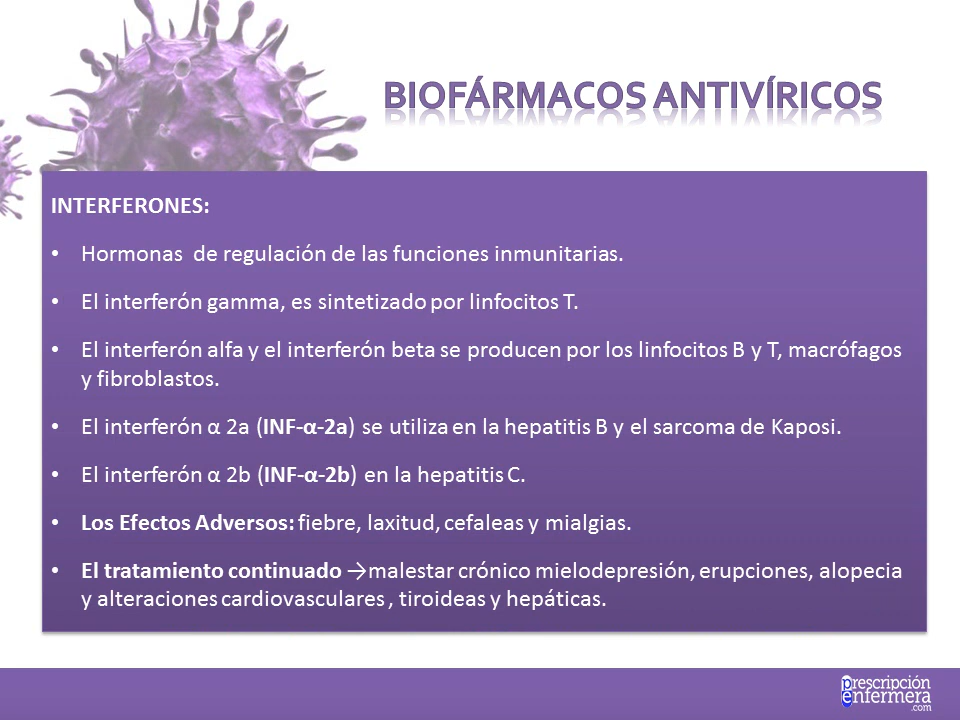 BIOFÁRMACOS ANTIVÍRICOS
INTERFERONES:
• Hormonas de regulación de las funciones inmunitarias.
• El interferón gamma, es sintetizado por linfocitos T.
• El interferón alfa y el interferón beta se producen por los linfocitos B y T, macrófagos
y fibroblastos.
• El interferón α 2a (INF-α-2a) se utiliza en la hepatitis B y el sarcoma de Kaposi.
• El interferón α 2b (INF-α-2b) en la hepatitis C.
• Los Efectos Adversos: fiebre, laxitud, cefaleas y mialgias.
• El tratamiento continuado →malestar crónico mielodepresión, erupciones, alopecia
y alteraciones cardiovasculares , tiroideas y hepáticas.
prescripción
enfermera
.com